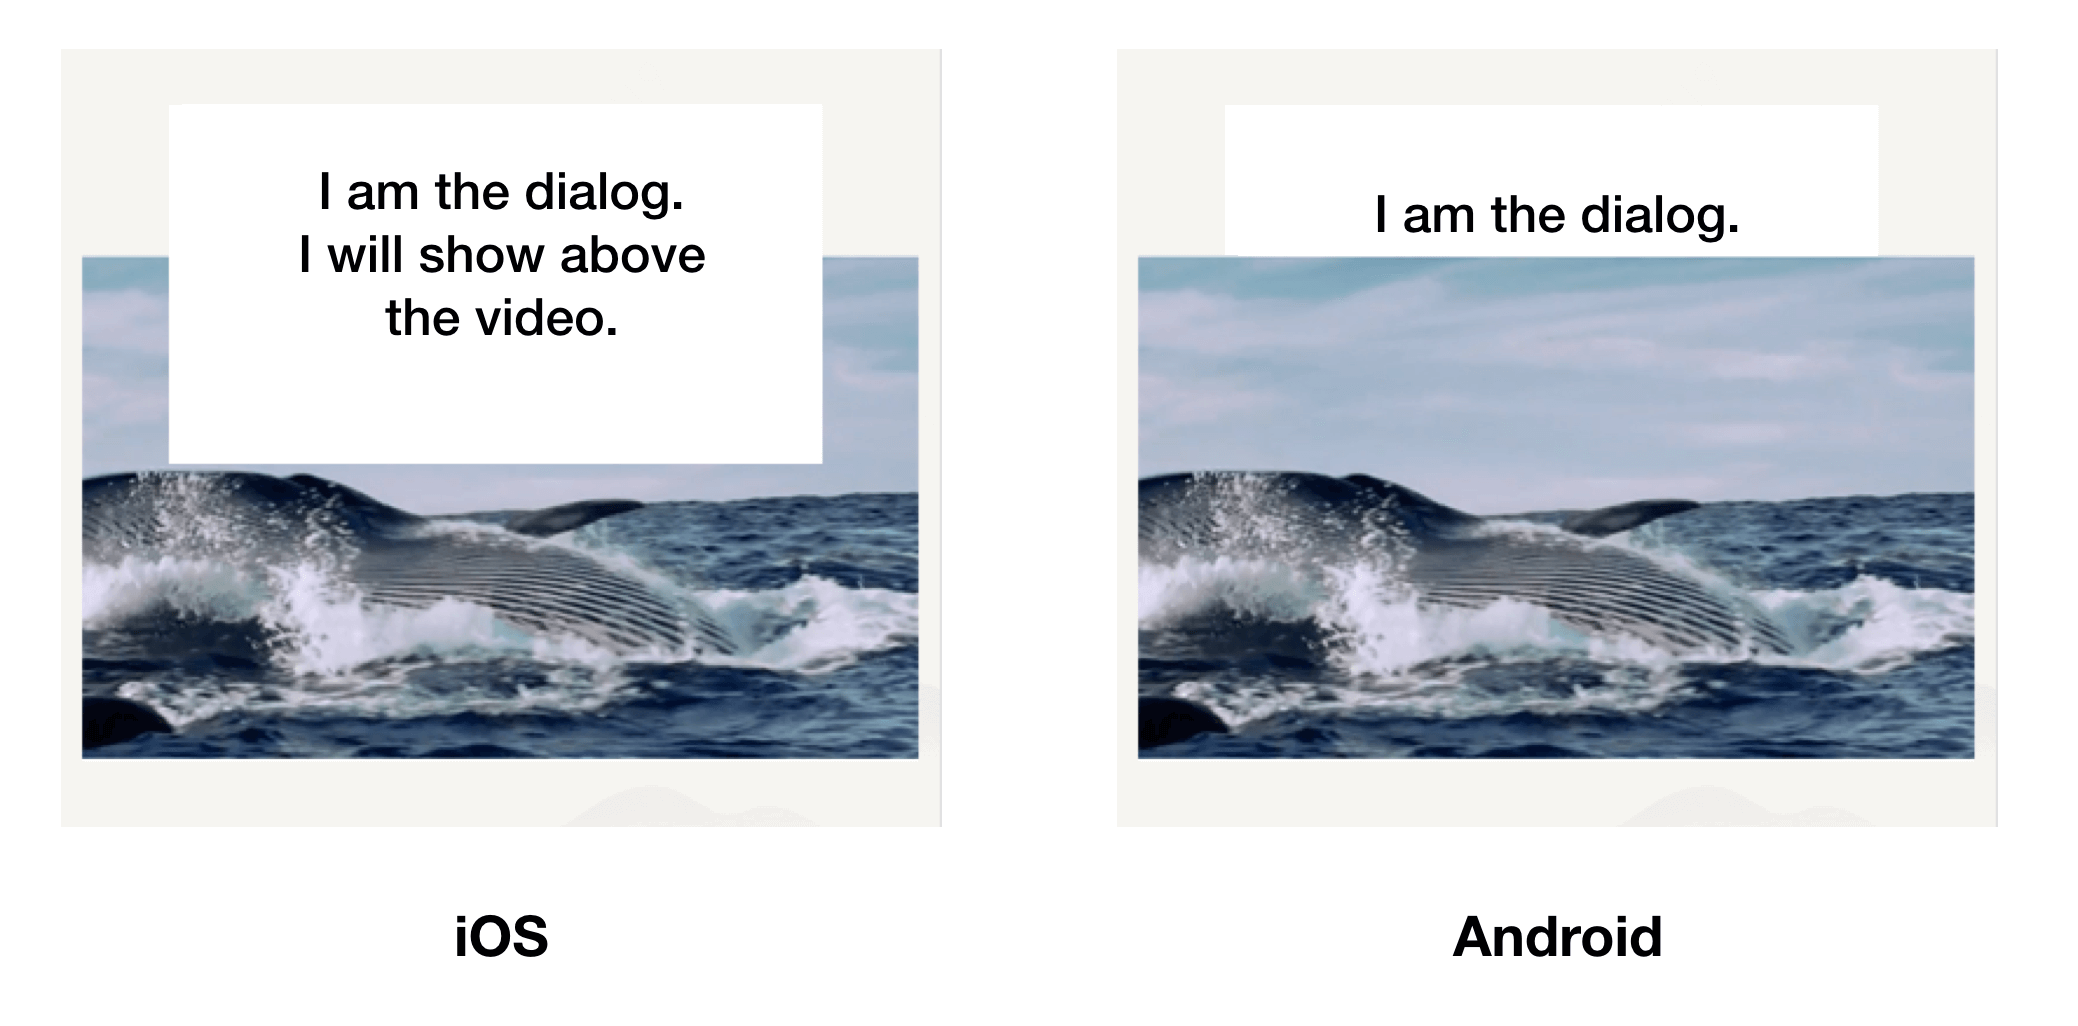 I am the dialog.
I will show above
the video.
I am the dialog.
iOS
Android